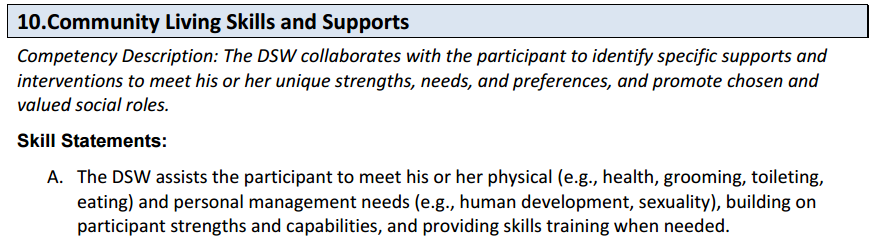 10.Community Living Skills and Supports
Competency Description: The DSW collaborates with the participant to identify specific supports and
interventions to meet his or her unique strengths, needs, and preferences, and promote chosen and
valued social roles.
Skill Statements:
A. The DSW assists the participant to meet his or her physical (e.g., health, grooming, toileting,
eating) and personal management needs (e.g., human development, sexuality), building on
participant strengths and capabilities, and providing skills training when needed.